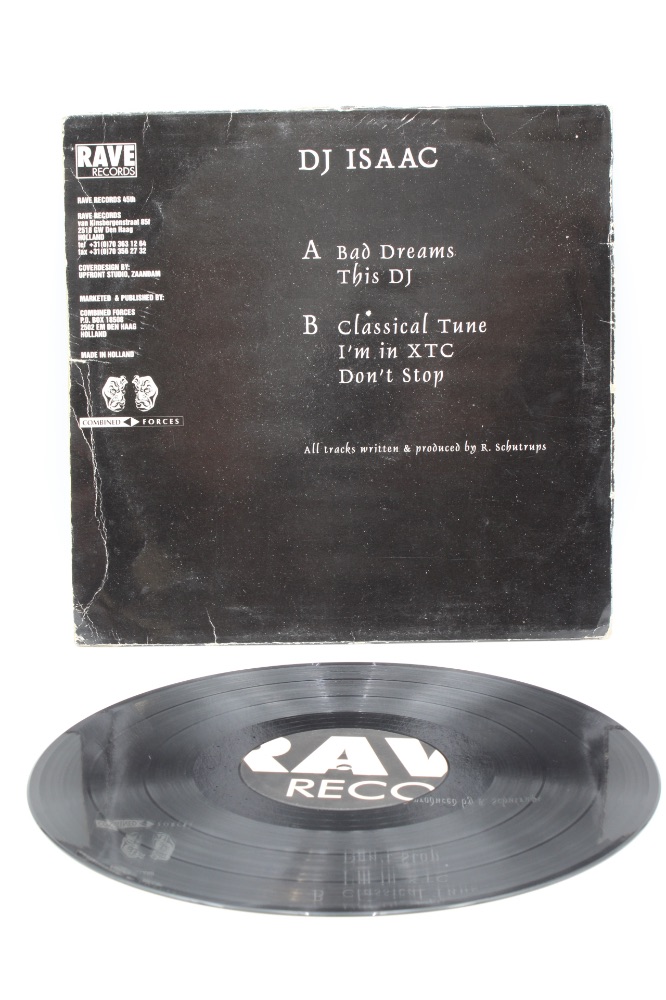 RAVE
RECORDS
RAVE RECORDS 45th
RAVE RECORDS
van Kinsbergenstraat 85f
2518 GW Den Haag
HOLLAND
tel +31(0)70 363 12 64
fax +31(0)70 356 27 32
COVERDESIGN BY:
UPFRONT STUDIO, ZAANDAM
MARKETED & PUBLISHED BY:
COMBINED FORCES
P.O. BOX 18506
2502 EM DEN HAAG
HOLLAND
MADE IN HOLLAND
COMBINED FORCES
DJ ISAAC
A Bad Dreams
This DJ
B Classical Tune
I'm in XTC
Don't Stop
All tracks written & produced by R. Schutrups
RAV
RECO